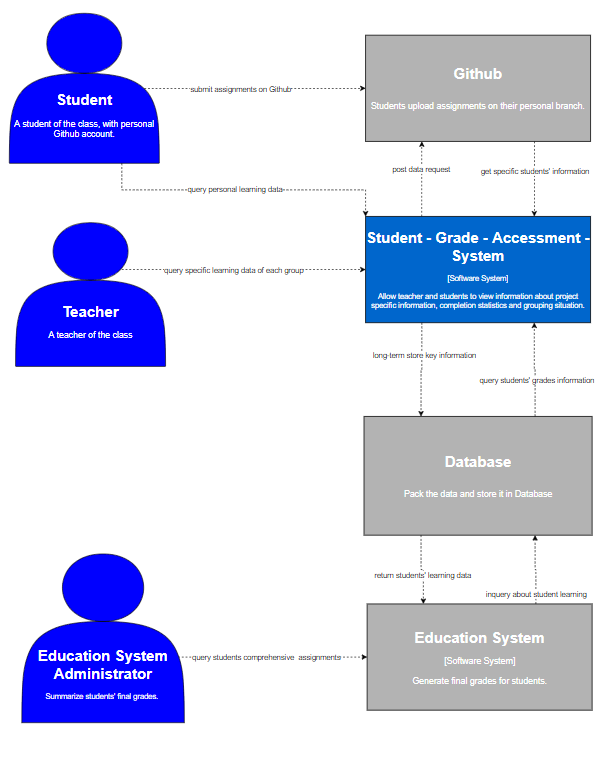 Student
A student of the class, with personal
Github account.
submit assignments on Github
Github
Students upload assignments on their personal branch.
post data request
get specific students' information
query personal learning data
Teacher
A teacher of the class
query specific learning data of each group
Student - Grade - Accessment -
System
[Software System]
Allow teacher and students to view information about project
specific information, completion statistics and grouping situation.
long-term store key information
query students' grades information
Database
Pack the data and store it in Database
return students' learning data
inquery about student learning
Education System
Administrator
Summarize students' final grades.
query students comprehensive assignments
Education System
[Software System]
Generate final grades for students.